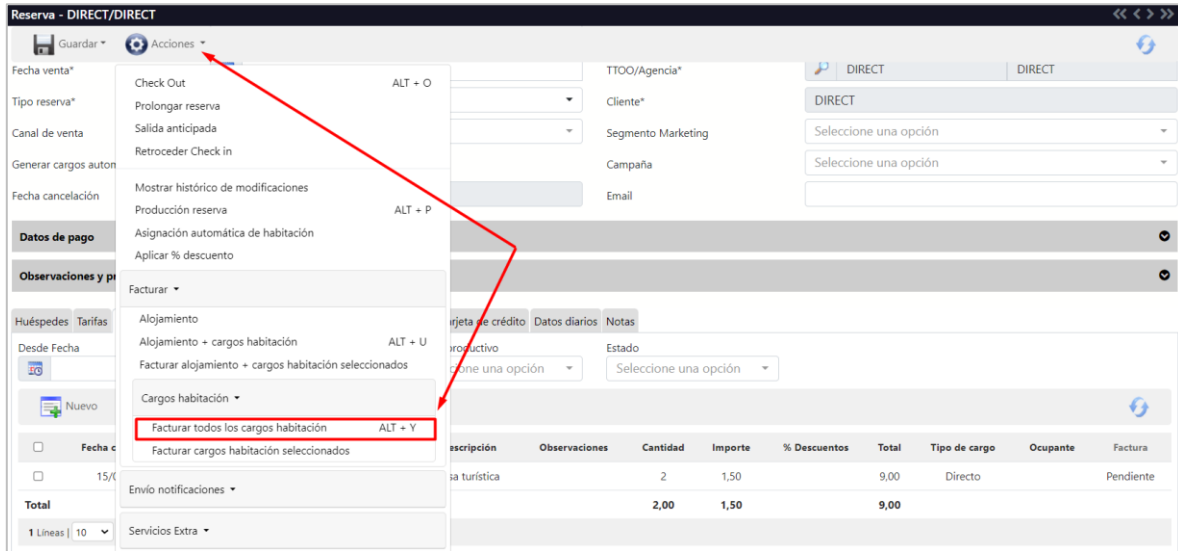 Reserva - DIRECT/DIRECT
Guardar
Acciones
Fecha venta*
TTOO/Agencia*
DIRECT
DIRECT
Check Out ALT + O
Tipo reserva*
Prolongar reserva
Cliente*
DIRECT
Canal de venta
Salida anticipada
Segmento Marketing
Seleccione una opción
Retroceder Check in
Generar cargos autom
Campaña
Seleccione una opción
Fecha cancelación
Mostrar histórico de modificaciones
Email
Producción reserva ALT + P
Datos de pago
Asignación automática de habitación
Aplicar % descuento
Observaciones y pr
Facturar
Huéspedes Tarifas
Alojamiento
arjeta de crédito Datos diarios Notas
Desde Fecha
Alojamiento + cargos habitación ALT + U
productivo
Estado
Facturar alojamiento + cargos habitación seleccionados
cione una opción
Seleccione una opción
Nuevo
Cargos habitación
Facturar todos los cargos habitación ALT + Y
Facturar cargos habitación seleccionados
Fecha c escripción Observaciones Cantidad Importe % Descuentos Total Tipo de cargo Ocupante Factura
15/0 sa turística 2 1,50 9,00 Directo Pendiente
Envío notificaciones
Total 2,00 1,50 9,00
1 Líneas | 10
Servicios Extra